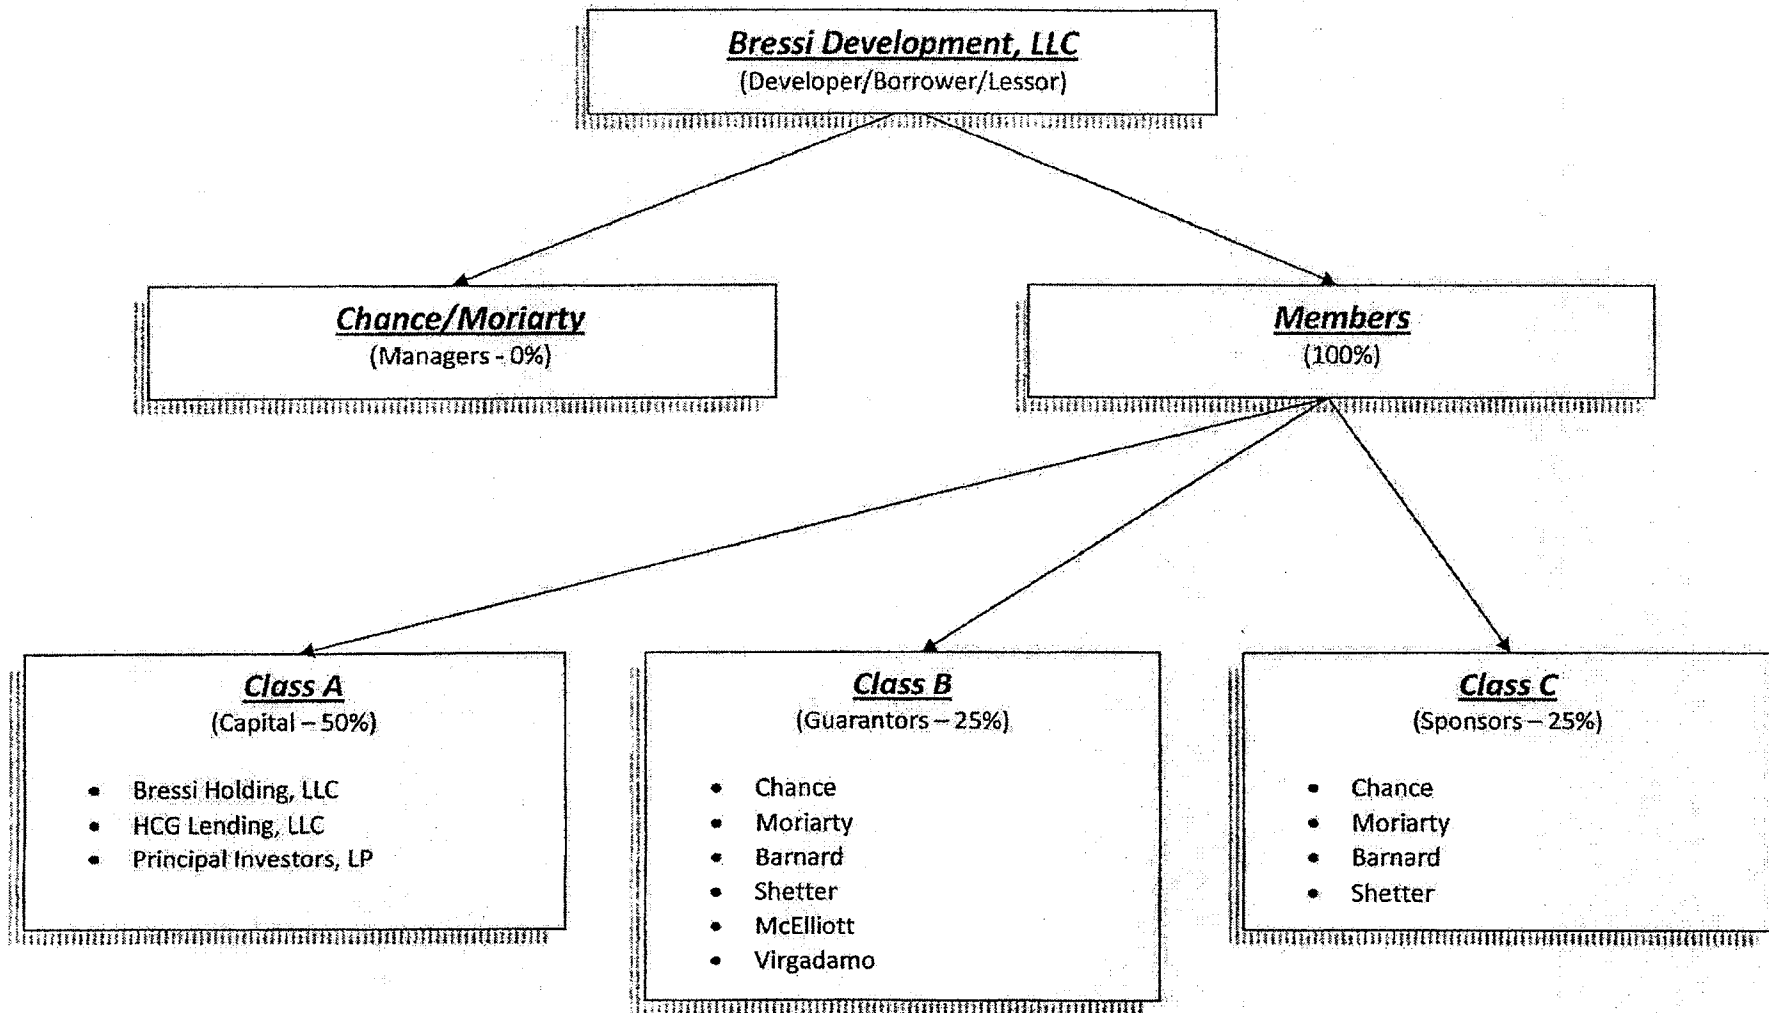 Bressi Development, LLC
(Developer/Borrower/Lessor)
Chance/Moriarty
(Managers - 0%)
Members
(100%)
Class A
(Capital – 50%)
• Bressi Holding, LLC
• HCG Lending, LLC
• Principal Investors, LP
Class B
(Guarantors – 25%)
• Chance
• Moriarty
• Barnard
• Shetter
• McElliott
• Virgadamo
Class C
(Sponsors – 25%)
• Chance
• Moriarty
• Barnard
• Shetter